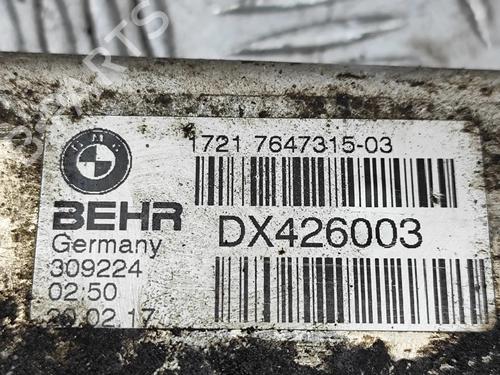 1721 7647315-03
BEHR
DX426003
Germany
309224
02:50
20.02.17